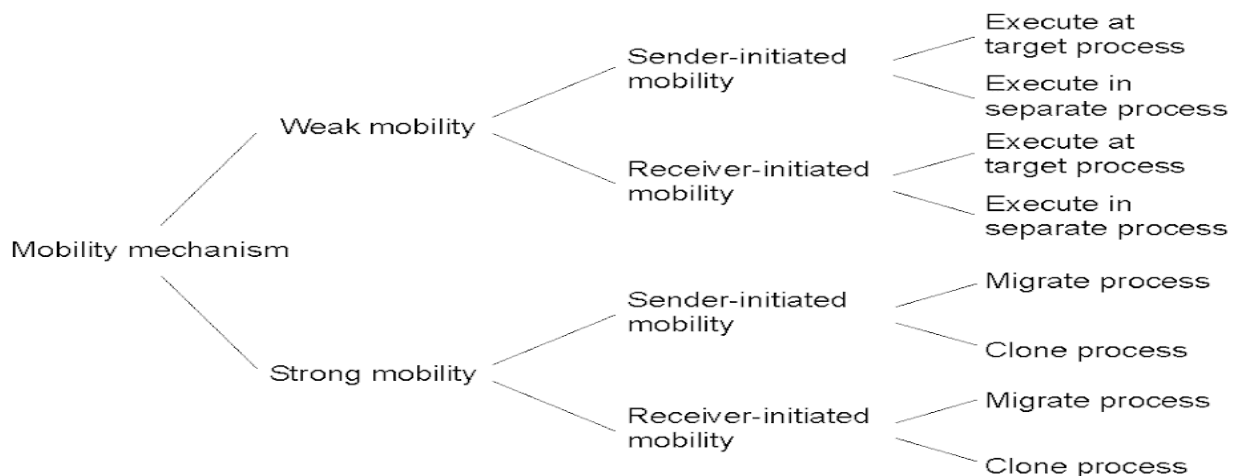 Mobility mechanism
Weak mobility
Sender-initiated
mobility
Execute at
target process
Execute in
separate process
Receiver-initiated
mobility
Execute at
target process
Execute in
separate process
Strong mobility
Sender-initiated
mobility
Migrate process
Clone process
Receiver-initiated
mobility
Migrate process
Clone process